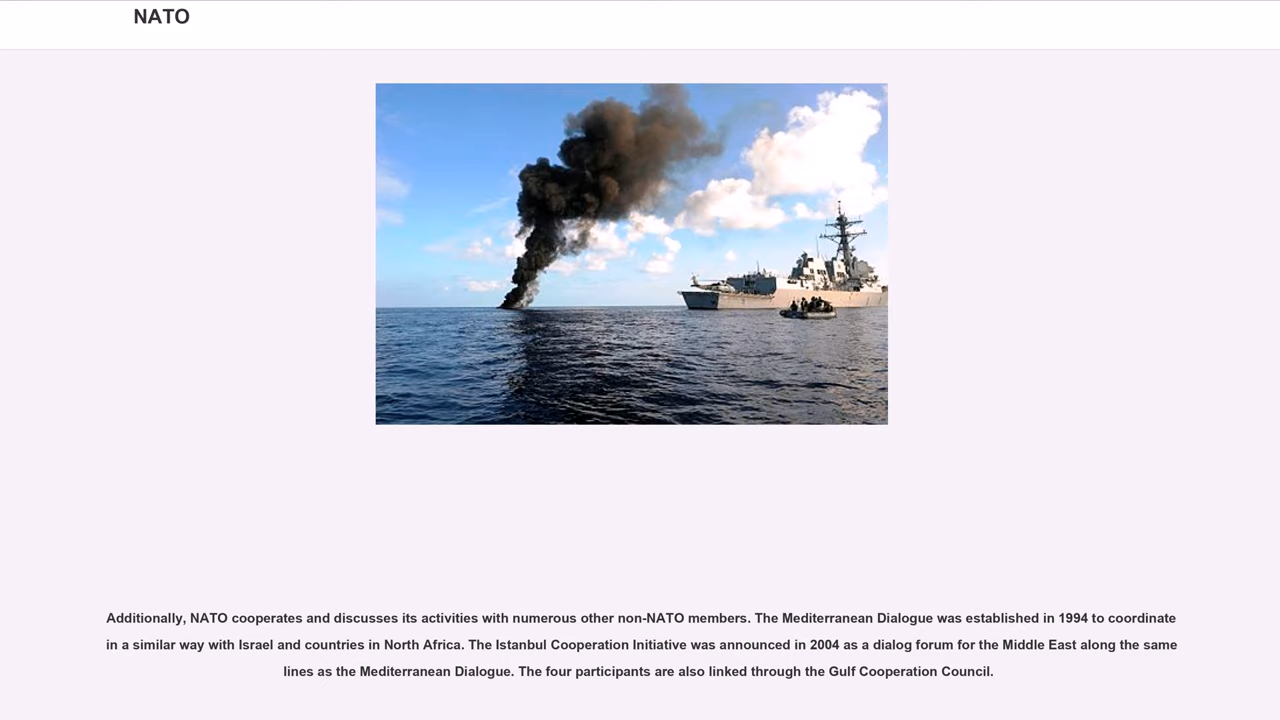 NATO
Additionally, NATO cooperates and discusses its activities with numerous other non-NATO members. The Mediterranean Dialogue was established in 1994 to coordinate
in a similar way with Israel and countries in North Africa. The Istanbul Cooperation Initiative was announced in 2004 as a dialog forum for the Middle East along the same
lines as the Mediterranean Dialogue. The four participants are also linked through the Gulf Cooperation Council.